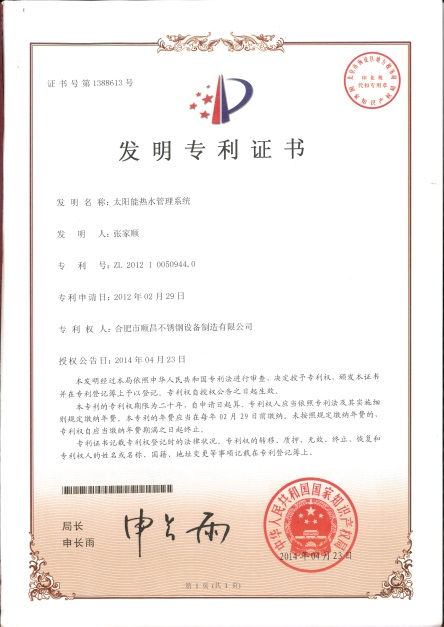 证书号第1388613号
印花税
代扣专用章
发明专利证书
发 明 名 称：太阳能热水管理系统
发 明 人：张家顺
专 利 号：ZL 2012 1 0050944.0
专利申请日：2012年02月29日
专 利 权 人：合肥市顺昌不锈钢设备制造有限公司
授权公告日：2014年04月23日
本发明经过本局依照中华人民共和国专利法进行审查，决定授予专利权，颁发本证书
并在专利登记簿上予以登记。专利权自授权公告之日起生效。
本专利的专利权期限为二十年，自申请日起算。专利权人应当依照专利法及其实施细
则规定缴纳年费。本专利的年费应当在每年02月29日前缴纳。未按照规定缴纳年费的，
专利权自应当缴纳年费期满之日起终止。
专利证书记载专利权登记时的法律状况。专利权的转移、质押、无效、终止、恢复和
专利权人的姓名或名称、国籍、地址变更等事项记载在专利登记簿上。
局长
申长雨
申长雨
中华人民共和国国家知识产权局
2014年04月23日
第 1 页 (共 1 页)